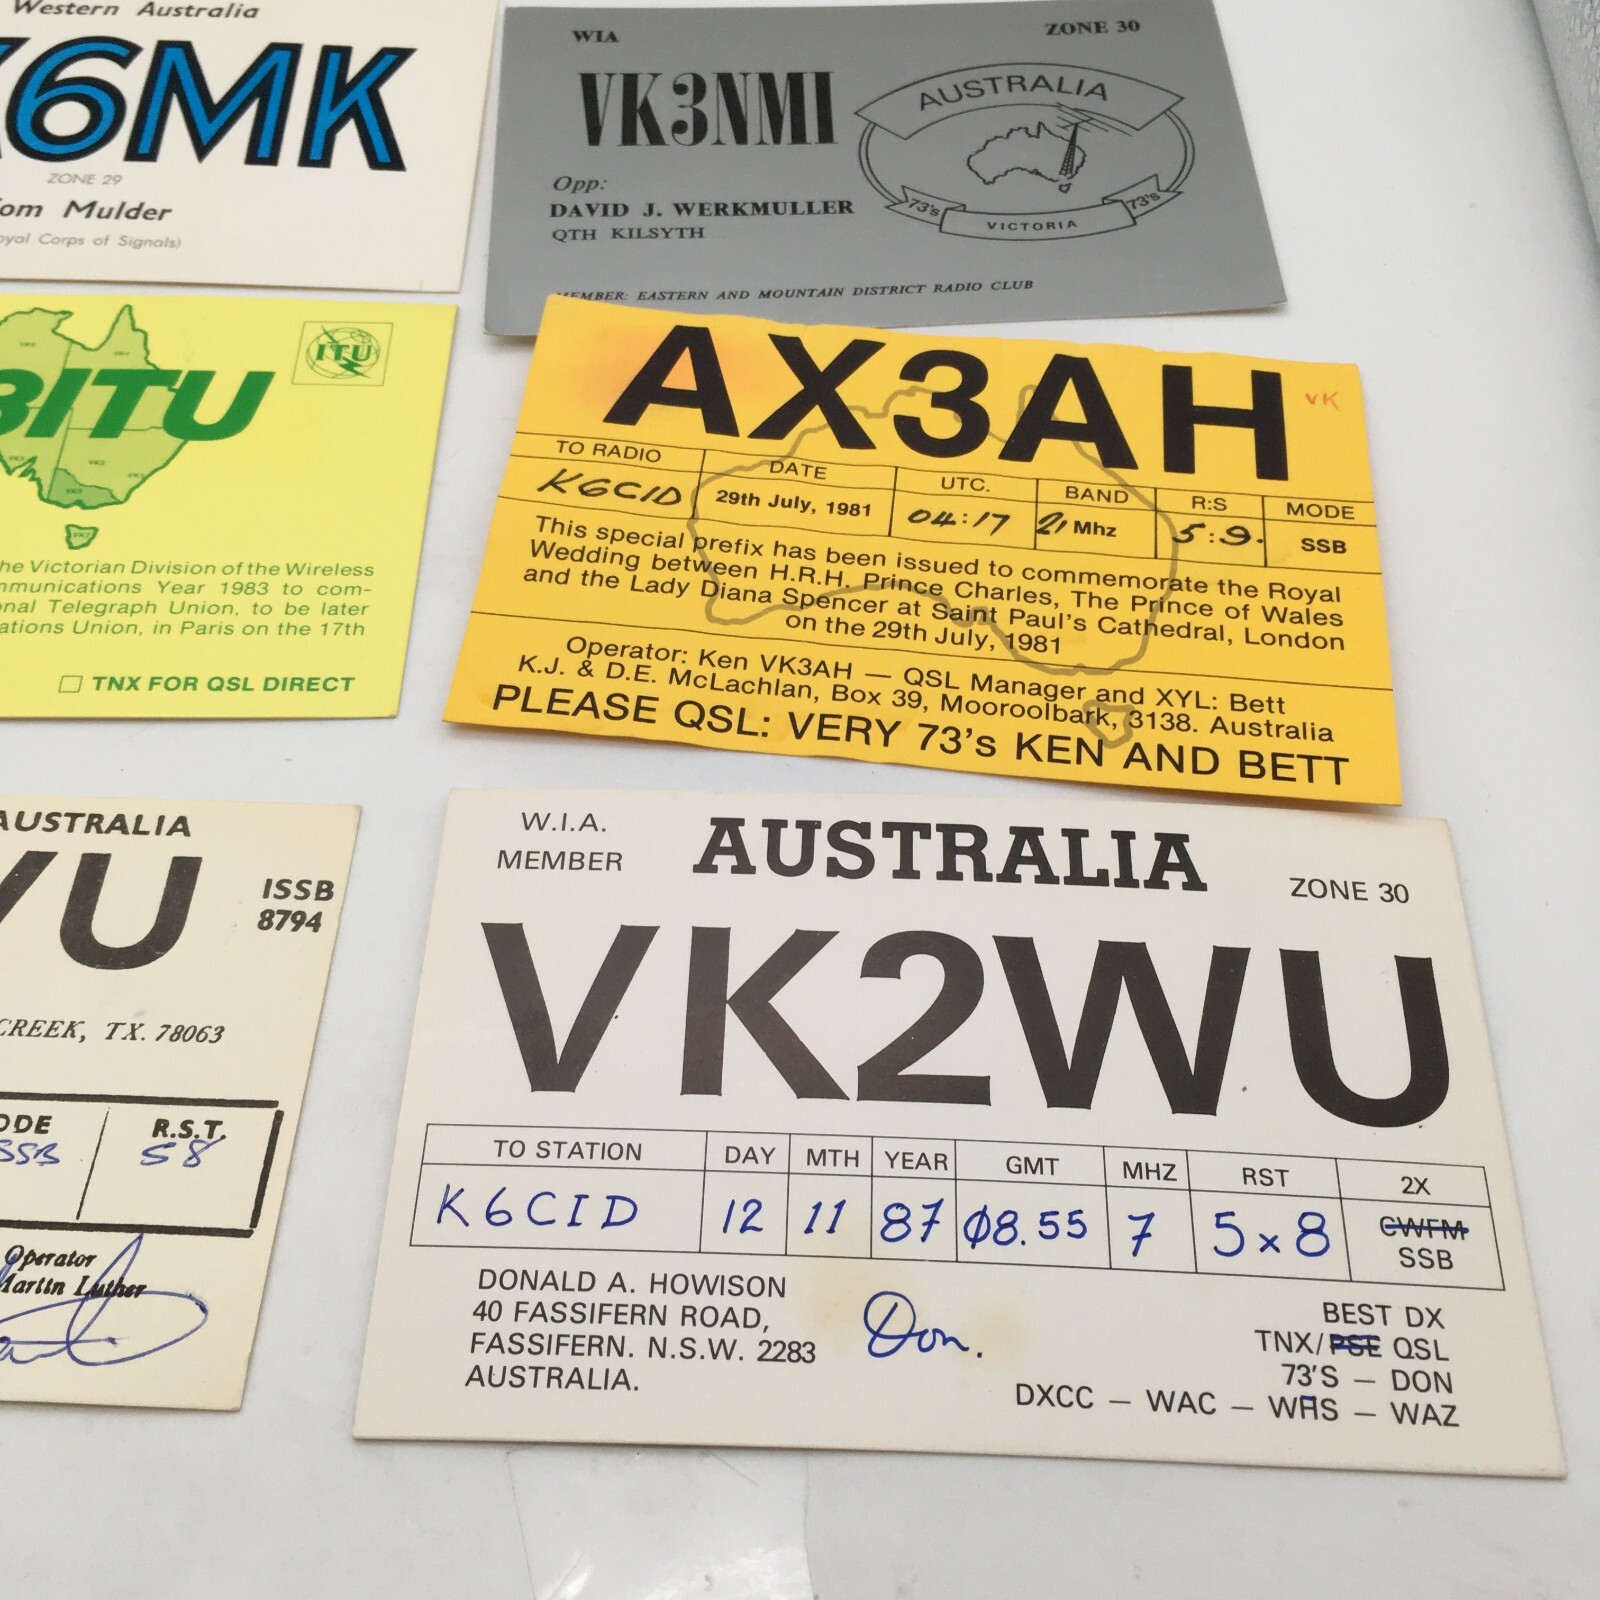 Western Australia
6MK
ZONE 29
om Mulder
oyal Corps of Signals)
WIA
ZONE 30
VK3NMI
Opp:
DAVID J. WERKMULLER
QTH KILSYTH
AUSTRALIA
73's
VICTORIA
73's
MEMBER: EASTERN AND MOUNTAIN DISTRICT RADIO CLUB
3ITU
ITU
VK7
he Victorian Division of the Wireless
mmunications Year 1983 to com-
onal Telegraph Union, to be later
ations Union, in Paris on the 17th
TNX FOR QSL DIRECT
AX3AH
VK
TO RADIO DATE UTC. BAND R:S MODE
K6CID 29th July, 1981 04:17 21 Mhz 5:9. SSB
This special prefix has been issued to commemorate the Royal
Wedding between H.R.H. Prince Charles, The Prince of Wales
and the Lady Diana Spencer at Saint Paul's Cathedral, London
on the 29th July, 1981
Operator: Ken VK3AH — QSL Manager and XYL: Bett
K.J. & D.E. McLachlan, Box 39, Mooroolbark, 3138. Australia
PLEASE QSL: VERY 73's KEN AND BETT
AUSTRALIA
U
ISSB
8794
CREEK, TX. 78063
ODE R.S.T.
SSB 58
Operator
Martin Luther
W.I.A.
MEMBER
AUSTRALIA
ZONE 30
VK2WU
TO STATION DAY MTH YEAR GMT MHZ RST 2X
K6CID 12 11 87 Ø8.55 7 5x8 CWFM
SSB
DONALD A. HOWISON
40 FASSIFERN ROAD,
FASSIFERN. N.S.W. 2283
AUSTRALIA.
Don.
BEST DX
TNX/PSE QSL
73'S — DON
DXCC — WAC — WAS — WAZ